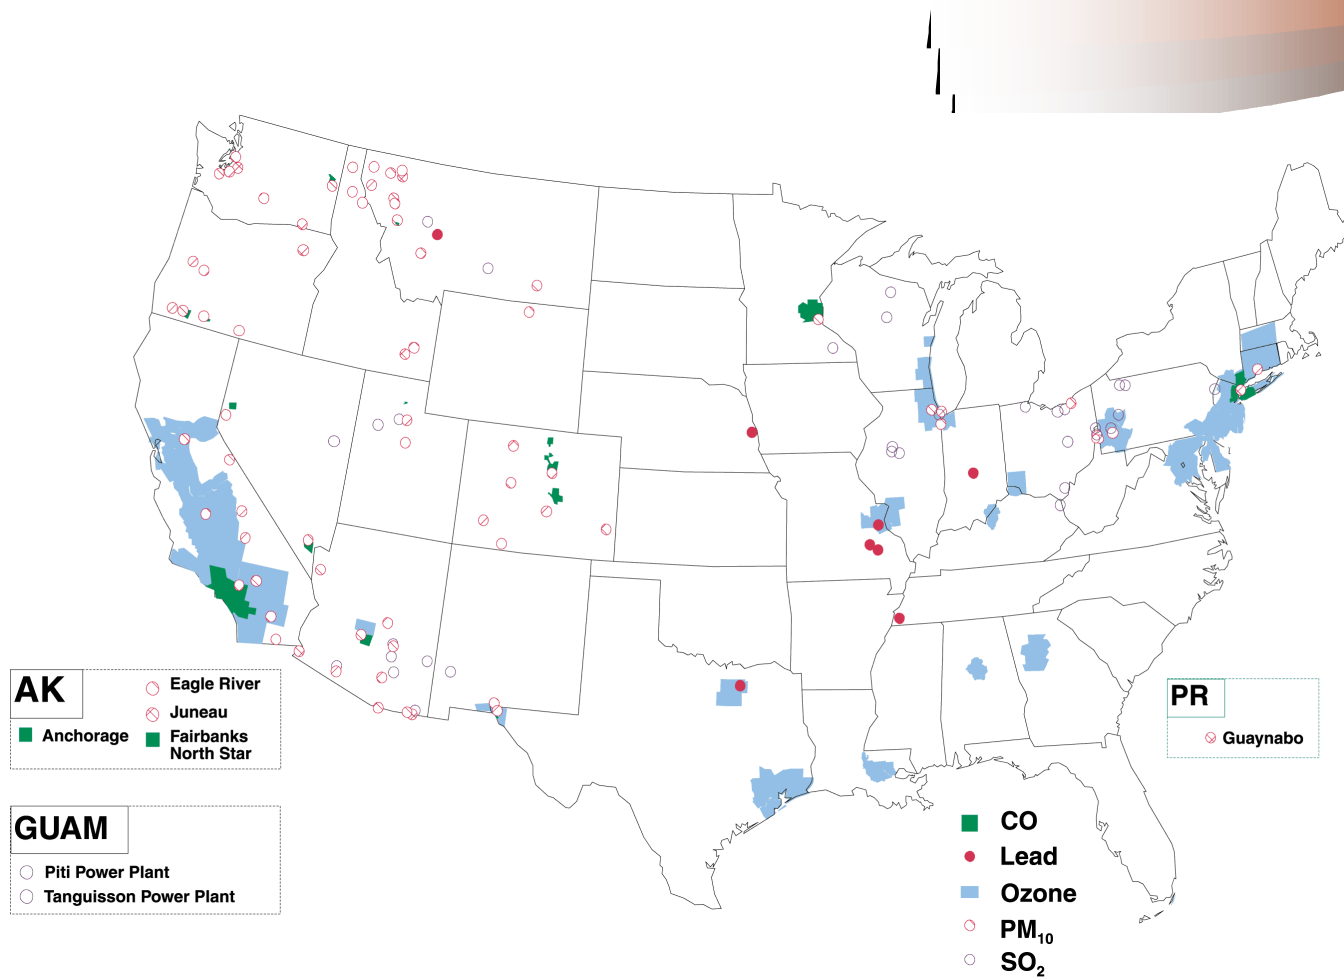 AK
Eagle River
Juneau
Anchorage
Fairbanks
North Star
GUAM
Piti Power Plant
Tanguisson Power Plant
PR
Guaynabo
CO
Lead
Ozone
PM10
SO2